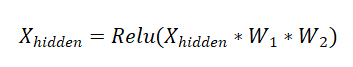 X_hidden = Relu(X_hidden * W_1 * W_2)